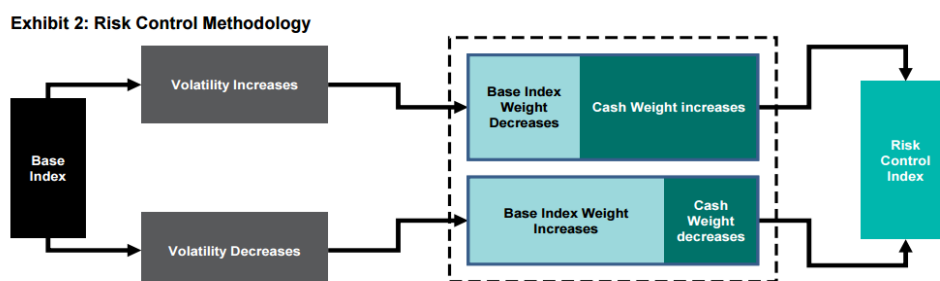 Exhibit 2: Risk Control Methodology
Volatility Increases
Base Index
Weight
Decreases
Cash Weight increases
Base
Index
Risk
Control
Index
Base Index Weight
Increases
Cash
Weight
decreases
Volatility Decreases